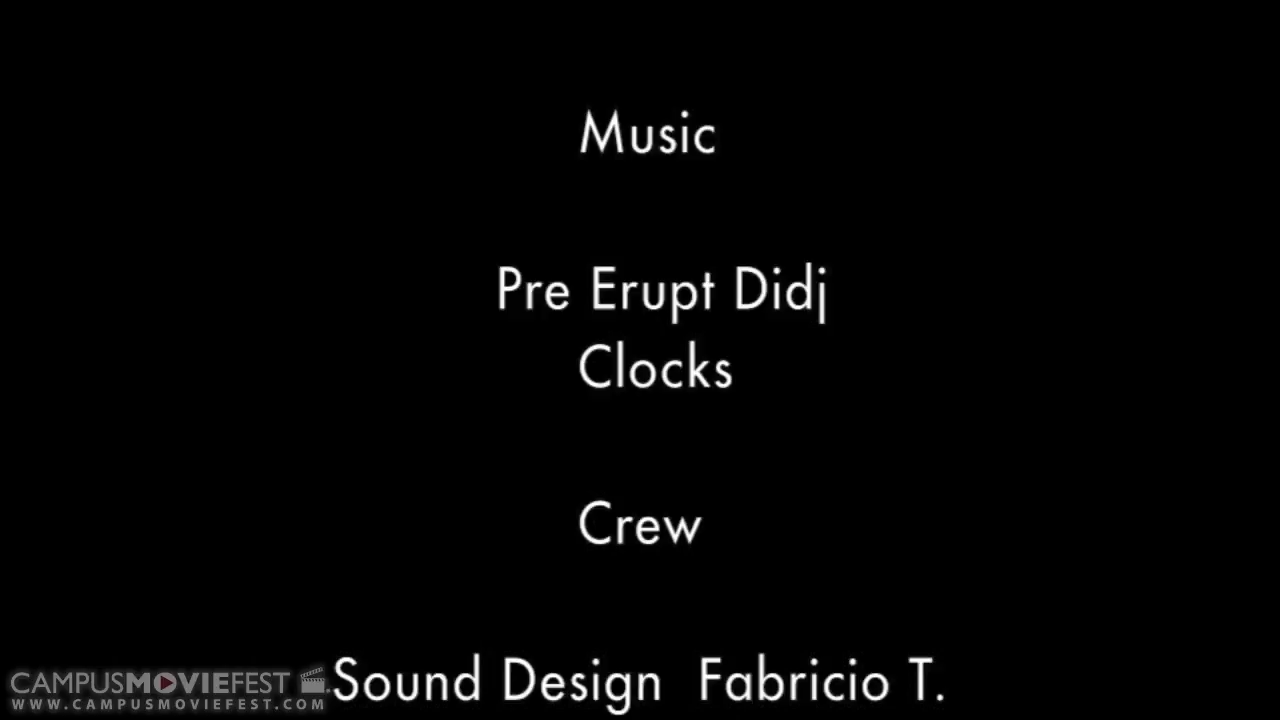 Music
Pre Erupt Didj
Clocks
Crew
Sound Design Fabricio T.
CAMPUSMOVIEFEST
WWW.CAMPUSMOVIEFEST.COM